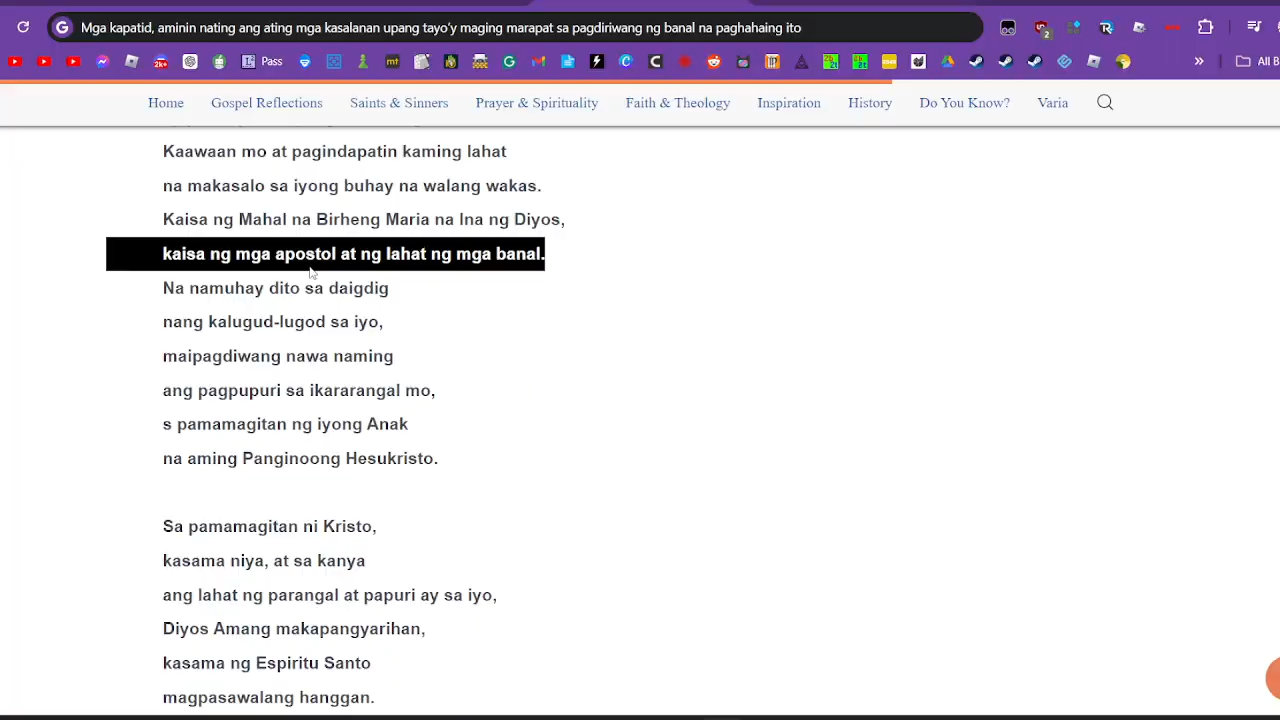 Mga kapatid, aminin nating ang ating mga kasalanan upang tayo'y maging marapat sa pagdiriwang ng banal na paghahaing ito
Pass
All B
Home Gospel Reflections Saints & Sinners Prayer & Spirituality Faith & Theology Inspiration History Do You Know? Varia
Kaawaan mo at pagindapatin kaming lahat
na makasalo sa iyong buhay na walang wakas.
Kaisa ng Mahal na Birheng Maria na Ina ng Diyos,
kaisa ng mga apostol at ng lahat ng mga banal.
Na namuhay dito sa daigdig
nang kalugud-lugod sa iyo,
maipagdiwang nawa naming
ang pagpupuri sa ikararangal mo,
s pamamagitan ng iyong Anak
na aming Panginoong Hesukristo.
Sa pamamagitan ni Kristo,
kasama niya, at sa kanya
ang lahat ng parangal at papuri ay sa iyo,
Diyos Amang makapangyarihan,
kasama ng Espiritu Santo
magpasawalang hanggan.